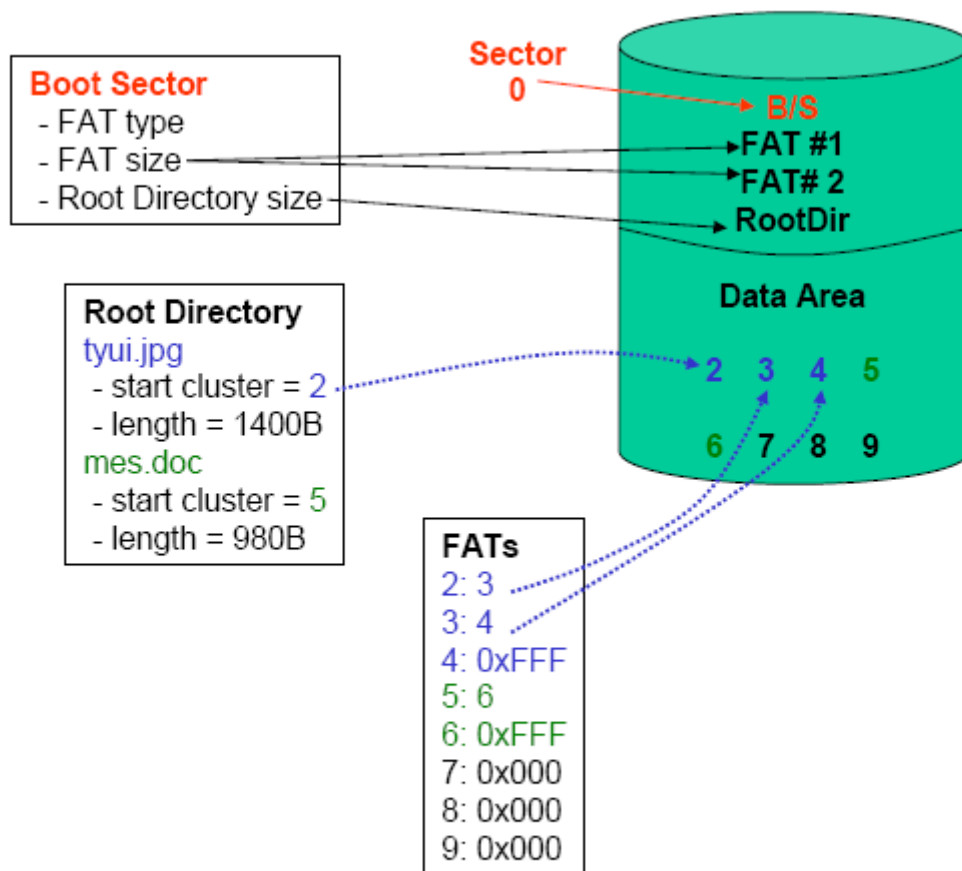 Boot Sector
- FAT type
- FAT size
- Root Directory size
Sector
0
B/S
FAT #1
FAT# 2
RootDir
Data Area
2 3 4 5
6 7 8 9
Root Directory
tyui.jpg
- start cluster = 2
- length = 1400B
mes.doc
- start cluster = 5
- length = 980B
FATs
2: 3
3: 4
4: 0xFFF
5: 6
6: 0xFFF
7: 0x000
8: 0x000
9: 0x000